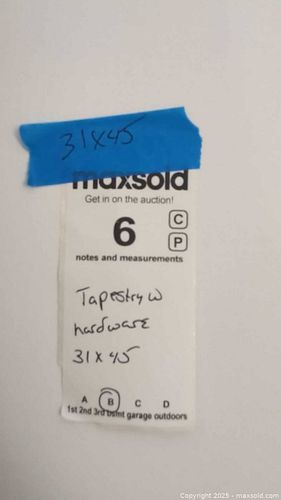 31x45
maxsold
Get in on the auction!
6
C
P
notes and measurements
Tapestry w
hardware
31 x 45
A B C D
1st 2nd 3rd bsmt garage outdoors
Copyright 2025 - maxsold.com